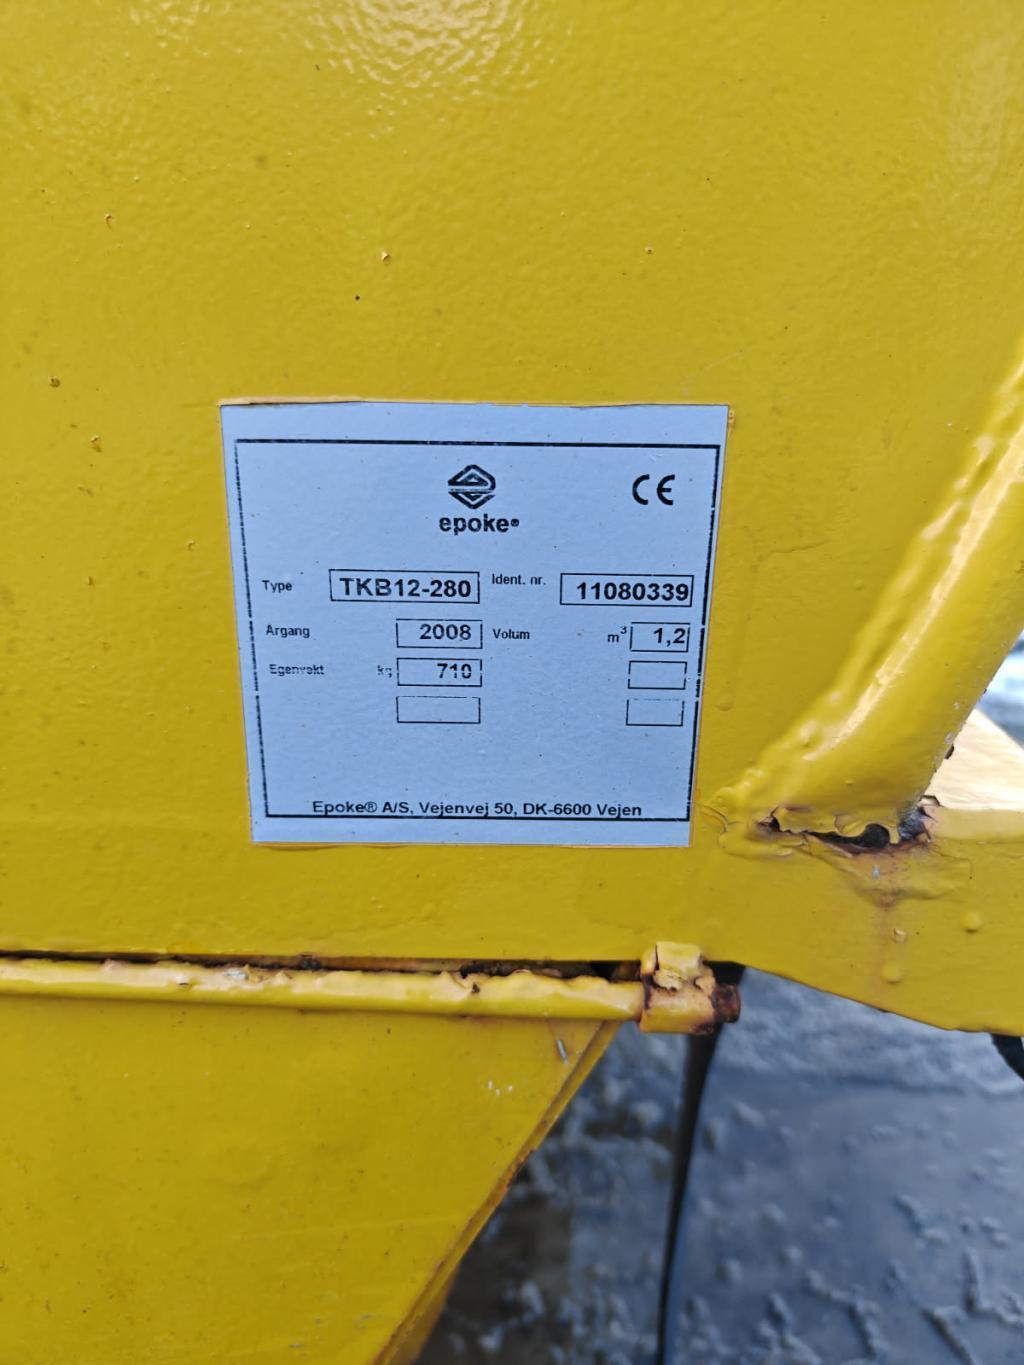 CE
epoke®
Type TKB12-280 Ident. nr. 11080339
Argang 2008 Volum m³ 1,2
Egenvekt kg 710
Epoke® A/S, Vejenvej 50, DK-6600 Vejen